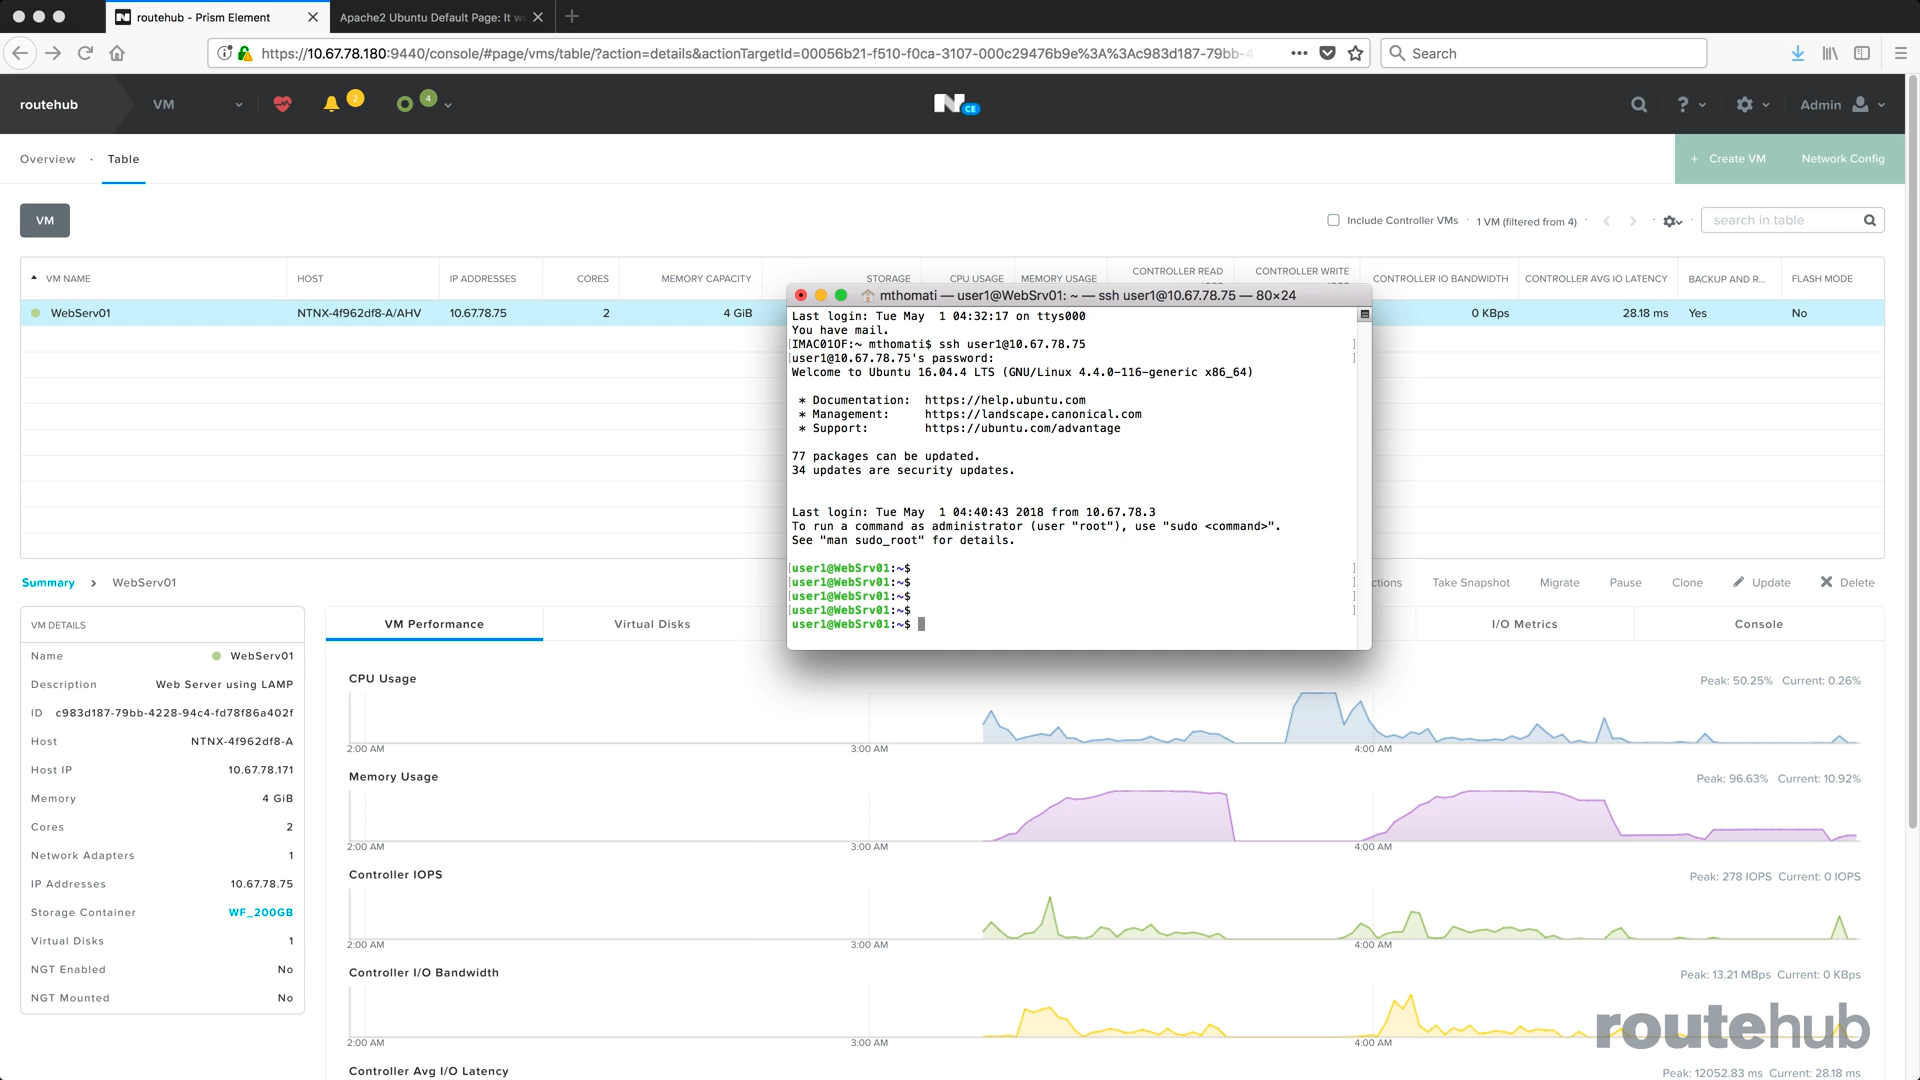 routehub - Prism Element
Apache2 Ubuntu Default Page: It w
https://10.67.78.180:9440/console/#page/vms/table/?action=details&actionTargetId=00056b21-f510-f0ca-3107-000c29476b9e%3A%3Ac983d187-79bb-4
Search
routehub
VM
2
4
N CE
?
Admin
Overview · Table
+ Create VM
Network Config
VM
Include Controller VMs · 1 VM (filtered from 4) ·
search in table
VM NAME
HOST
IP ADDRESSES
CORES
MEMORY CAPACITY
STORAGE
CPU USAGE
MEMORY USAGE
CONTROLLER READ
CONTROLLER WRITE
CONTROLLER IO BANDWIDTH
CONTROLLER AVG IO LATENCY
BACKUP AND R...
FLASH MODE
WebServ01
NTNX-4f962df8-A/AHV
10.67.78.75
2
4 GiB
0 KBps
28.18 ms
Yes
No
mthomati — user1@WebSrv01: ~ — ssh user1@10.67.78.75 — 80×24
Last login: Tue May  1 04:32:17 on ttys000
You have mail.
[IMAC01OF:~ mthomati$ ssh user1@10.67.78.75 ]
[user1@10.67.78.75's password: ]
Welcome to Ubuntu 16.04.4 LTS (GNU/Linux 4.4.0-116-generic x86_64)
* Documentation:  https://help.ubuntu.com
* Management:     https://landscape.canonical.com
* Support:        https://ubuntu.com/advantage
77 packages can be updated.
34 updates are security updates.
Last login: Tue May  1 04:40:43 2018 from 10.67.78.3
To run a command as administrator (user "root"), use "sudo <command>".
See "man sudo_root" for details.
[user1@WebSrv01:~$ ]
[user1@WebSrv01:~$ ]
[user1@WebSrv01:~$ ]
[user1@WebSrv01:~$ ]
user1@WebSrv01:~$
Summary > WebServ01
ctions
Take Snapshot
Migrate
Pause
Clone
Update
Delete
VM DETAILS
Name WebServ01
Description Web Server using LAMP
ID c983d187-79bb-4228-94c4-fd78f86a402f
Host NTNX-4f962df8-A
Host IP 10.67.78.171
Memory 4 GiB
Cores 2
Network Adapters 1
IP Addresses 10.67.78.75
Storage Container WF_200GB
Virtual Disks 1
NGT Enabled No
NGT Mounted No
VM Performance
Virtual Disks
I/O Metrics
Console
CPU Usage
Peak: 50.25% Current: 0.26%
2:00 AM 3:00 AM 4:00 AM
Memory Usage
Peak: 96.63% Current: 10.92%
2:00 AM 3:00 AM 4:00 AM
Controller IOPS
Peak: 278 IOPS Current: 0 IOPS
2:00 AM 3:00 AM 4:00 AM
Controller I/O Bandwidth
Peak: 13.21 MBps Current: 0 KBps
2:00 AM 3:00 AM 4:00 AM
routehub
Controller Avg I/O Latency
Peak: 12052.83 ms Current: 28.18 ms